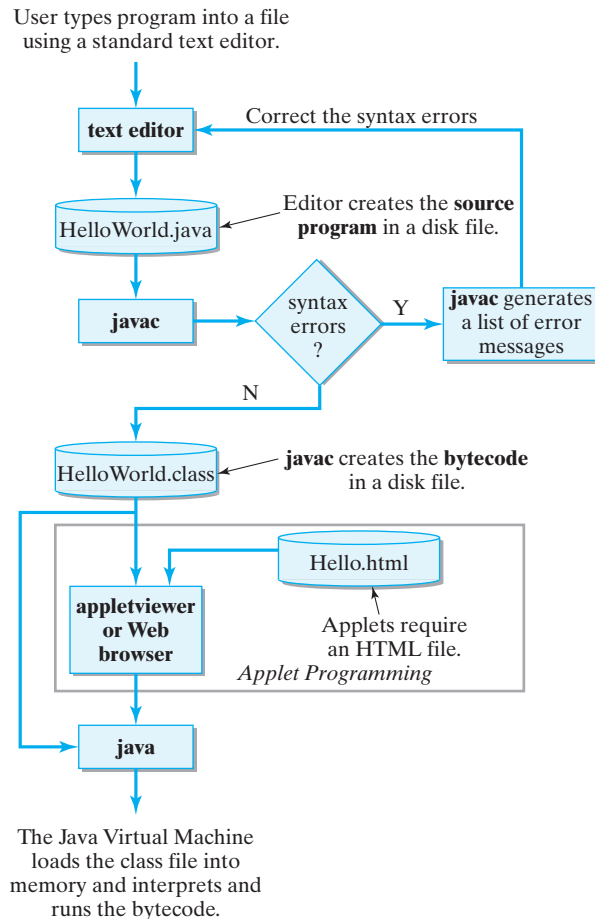 User types program into a file
using a standard text editor.
text editor
Correct the syntax errors
HelloWorld.java
Editor creates the source
program in a disk file.
javac
syntax
errors
?
Y
javac generates
a list of error
messages
N
HelloWorld.class
javac creates the bytecode
in a disk file.
Hello.html
appletviewer
or Web
browser
Applets require
an HTML file.
Applet Programming
java
The Java Virtual Machine
loads the class file into
memory and interprets and
runs the bytecode.